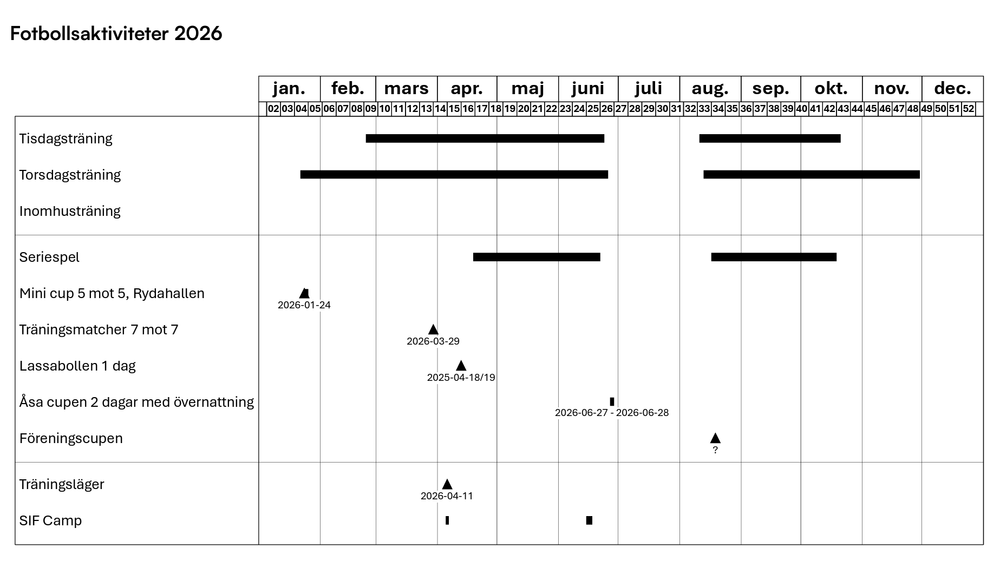 Fotbollsaktiviteter 2026
jan. feb. mars apr. maj juni juli aug. sep. okt. nov. dec.
02 03 04 05 06 07 08 09 10 11 12 13 14 15 16 17 18 19 20 21 22 23 24 25 26 27 28 29 30 31 32 33 34 35 36 37 38 39 40 41 42 43 44 45 46 47 48 49 50 51 52
Tisdagsträning
Torsdagsträning
Inomhusträning
Seriespel
Mini cup 5 mot 5, Rydahallen
2026-01-24
Träningsmatcher 7 mot 7
2026-03-29
Lassabollen 1 dag
2025-04-18/19
Åsa cupen 2 dagar med övernattning
2026-06-27 - 2026-06-28
Föreningscupen
?
Träningsläger
2026-04-11
SIF Camp